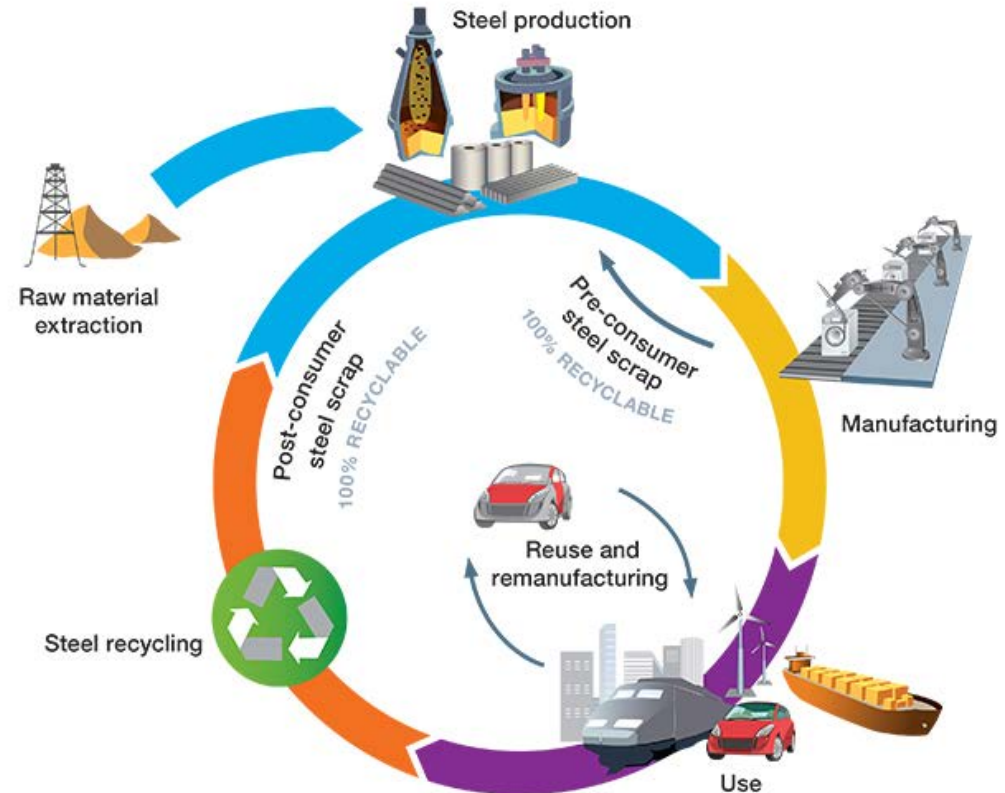 Steel production
Raw material
extraction
Pre-consumer
steel scrap
100% RECYCLABLE
Post-consumer
steel scrap
100% RECYCLABLE
Manufacturing
Reuse and
remanufacturing
Steel recycling
Use